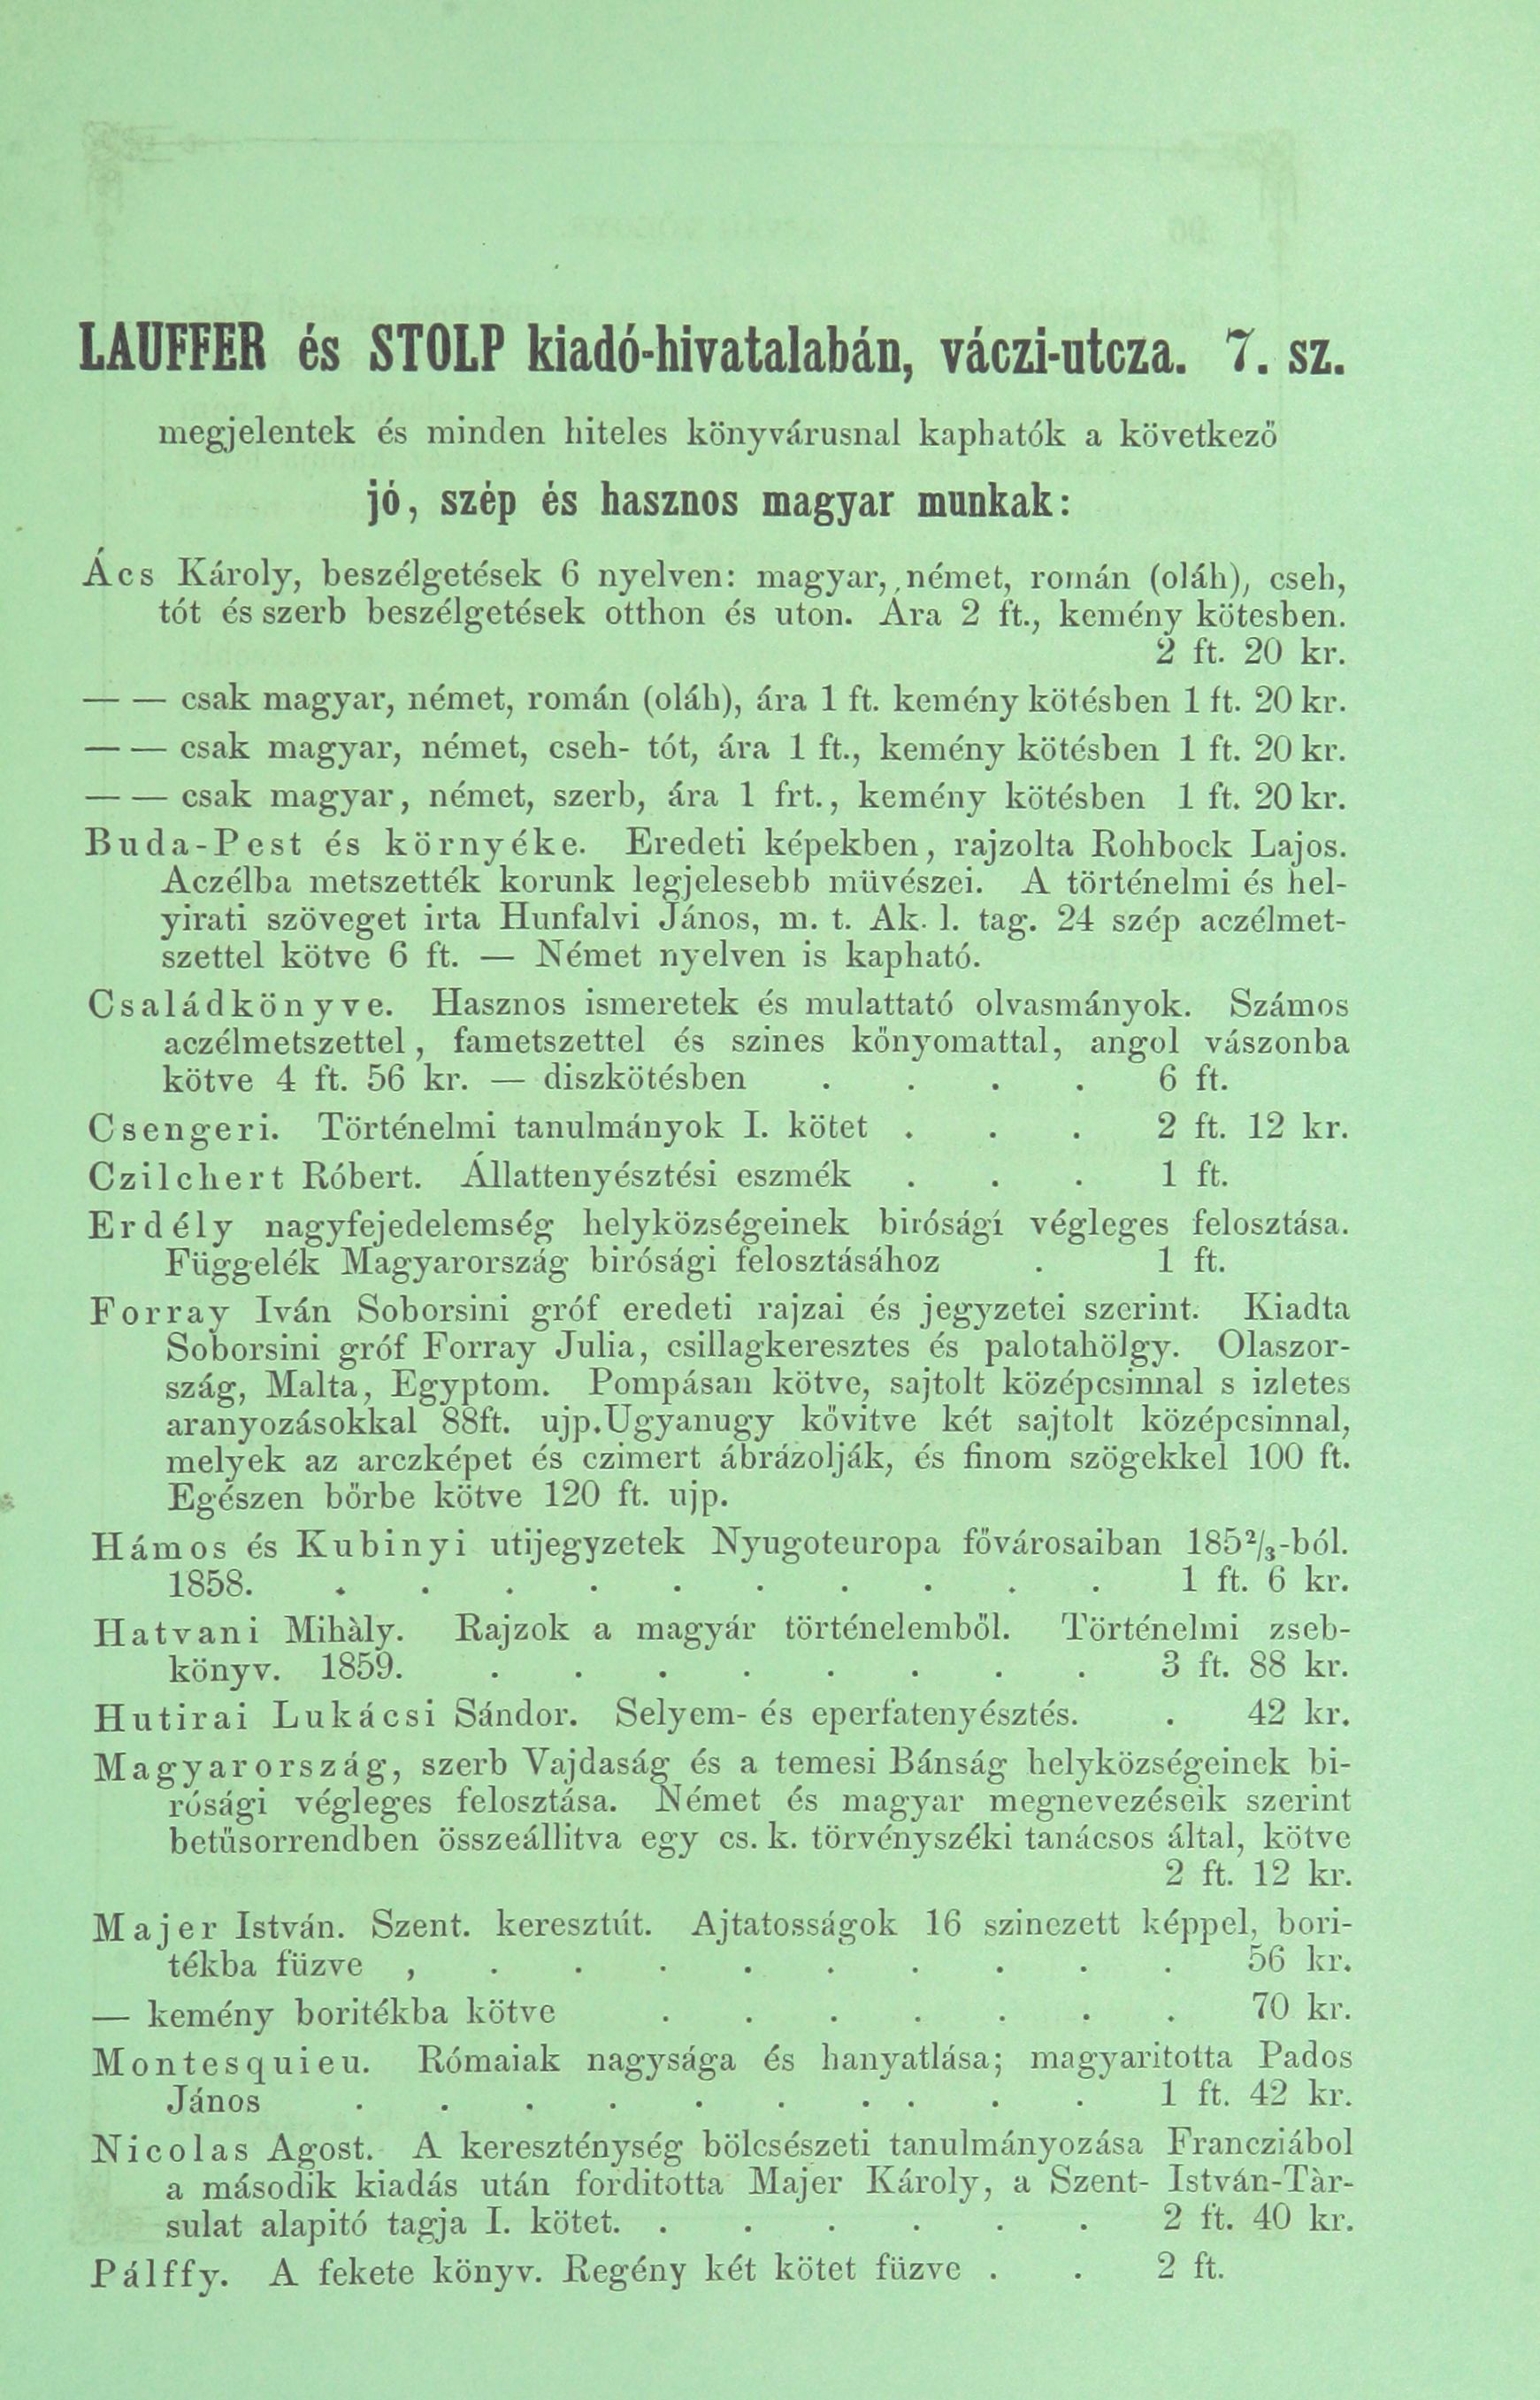 LAUFFER és STOLP kiadó-hivatalabán, váczi-utcza. 7. sz.
megjelentek és minden hiteles könyvárusnal kaphatók a következő
jó, szép és hasznos magyar munkak:
Ács Károly, beszélgetések 6 nyelven: magyar, német, román (oláh), cseh,
tót és szerb beszélgetések otthon és uton. Ára 2 ft., kemény kötesben.
2 ft. 20 kr.
— — csak magyar, német, román (oláh), ára 1 ft. kemény kötésben 1 ft. 20 kr.
— — csak magyar, német, cseh- tót, ára 1 ft., kemény kötésben 1 ft. 20 kr.
— — csak magyar, német, szerb, ára 1 frt., kemény kötésben 1 ft. 20 kr.
Buda-Pest és környéke. Eredeti képekben, rajzolta Rohbock Lajos.
Aczélba metszették korunk legjelesebb müvészei. A történelmi és hel-
yirati szöveget irta Hunfalvi János, m. t. Ak. l. tag. 24 szép aczélmet-
szettel kötve 6 ft. — Német nyelven is kapható.
Családkönyve. Hasznos ismeretek és mulattató olvasmányok. Számos
aczélmetszettel, fametszettel és szines kőnyomattal, angol vászonba
kötve 4 ft. 56 kr. — diszkötésben . . . . 6 ft.
Csengeri. Történelmi tanulmányok I. kötet . . . 2 ft. 12 kr.
Czilchert Róbert. Állattenyésztési eszmék . . . 1 ft.
Erdély nagyfejedelemség helyközségeinek birósági végleges felosztása.
Függelék Magyarország birósági felosztásához . 1 ft.
Forray Iván Soborsini gróf eredeti rajzai és jegyzetei szerint. Kiadta
Soborsini gróf Forray Julia, csillagkeresztes és palotahölgy. Olaszor-
szág, Malta, Egyptom. Pompásan kötve, sajtolt középcsinnal s izletes
aranyozásokkal 88ft. ujp. Ugyanugy kővitve két sajtolt középcsinnal,
melyek az arczképet és czimert ábrázolják, és finom szögekkel 100 ft.
Egészen bőrbe kötve 120 ft. ujp.
Hámos és Kubinyi utijegyzetek Nyugoteuropa fővárosaiban 185²/₃-ból.
1858. . . . . . . . . . . 1 ft. 6 kr.
Hatvani Mihàly. Rajzok a magyár történelemből. Történelmi zseb-
könyv. 1859. . . . . . . . . 3 ft. 88 kr.
Hutirai Lukácsi Sándor. Selyem- és eperfatenyésztés. . 42 kr.
Magyarország, szerb Vajdaság és a temesi Bánság helyközségeinek bi-
rósági végleges felosztása. Német és magyar megnevezéseik szerint
betüsorrendben összeállitva egy cs. k. törvényszéki tanácsos által, kötve
2 ft. 12 kr.
Majer István. Szent. keresztút. Ajtatosságok 16 szinezett képpel, bori-
tékba füzve , . . . . . . . . . 56 kr.
— kemény boritékba kötve . . . . . . . 70 kr.
Montesquieu. Rómaiak nagysága és hanyatlása; magyaritotta Pados
János . . . . . . . . . . 1 ft. 42 kr.
Nicolas Agost. A kereszténység bölcsészeti tanulmányozása Francziábol
a második kiadás után forditotta Majer Károly, a Szent- István-Tàr-
sulat alapitó tagja I. kötet. . . . . . . 2 ft. 40 kr.
Pálffy. A fekete könyv. Regény két kötet füzve . . 2 ft.